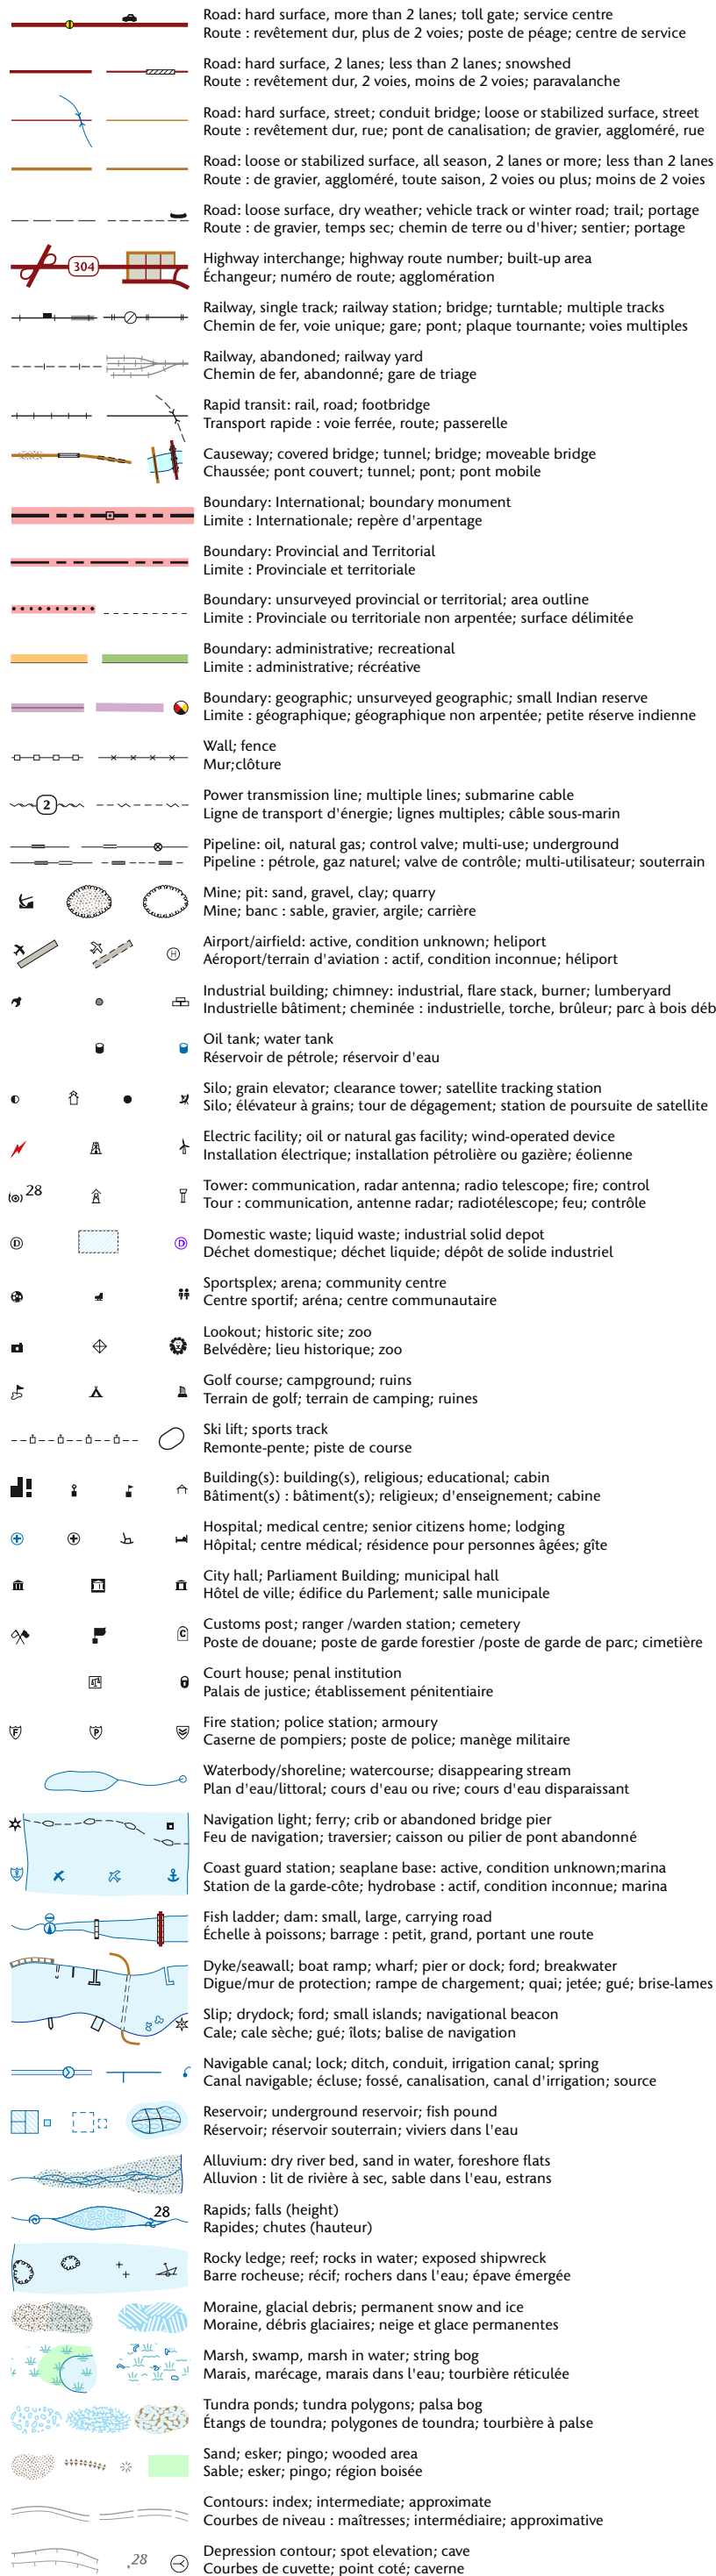 Road: hard surface, more than 2 lanes; toll gate; service centre
Route : revêtement dur, plus de 2 voies; poste de péage; centre de service
Road: hard surface, 2 lanes; less than 2 lanes; snowshed
Route : revêtement dur, 2 voies, moins de 2 voies; paravalanche
Road: hard surface, street; conduit bridge; loose or stabilized surface, street
Route : revêtement dur, rue; pont de canalisation; de gravier, aggloméré, rue
Road: loose or stabilized surface, all season, 2 lanes or more; less than 2 lanes
Route : de gravier, aggloméré, toute saison, 2 voies ou plus; moins de 2 voies
Road: loose surface, dry weather; vehicle track or winter road; trail; portage
Route : de gravier, temps sec; chemin de terre ou d'hiver; sentier; portage
304
Highway interchange; highway route number; built-up area
Échangeur; numéro de route; agglomération
Railway, single track; railway station; bridge; turntable; multiple tracks
Chemin de fer, voie unique; gare; pont; plaque tournante; voies multiples
Railway, abandoned; railway yard
Chemin de fer, abandonné; gare de triage
Rapid transit: rail, road; footbridge
Transport rapide : voie ferrée, route; passerelle
Causeway; covered bridge; tunnel; bridge; moveable bridge
Chaussée; pont couvert; tunnel; pont; pont mobile
Boundary: International; boundary monument
Limite : Internationale; repère d'arpentage
Boundary: Provincial and Territorial
Limite : Provinciale et territoriale
Boundary: unsurveyed provincial or territorial; area outline
Limite : Provinciale ou territoriale non arpentée; surface délimitée
Boundary: administrative; recreational
Limite : administrative; récréative
Boundary: geographic; unsurveyed geographic; small Indian reserve
Limite : géographique; géographique non arpentée; petite réserve indienne
Wall; fence
Mur;clôture
2
Power transmission line; multiple lines; submarine cable
Ligne de transport d'énergie; lignes multiples; câble sous-marin
Pipeline: oil, natural gas; control valve; multi-use; underground
Pipeline : pétrole, gaz naturel; valve de contrôle; multi-utilisateur; souterrain
Mine; pit: sand, gravel, clay; quarry
Mine; banc : sable, gravier, argile; carrière
H
Airport/airfield: active, condition unknown; heliport
Aéroport/terrain d'aviation : actif, condition inconnue; héliport
Industrial building; chimney: industrial, flare stack, burner; lumberyard
Industrielle bâtiment; cheminée : industrielle, torche, brûleur; parc à bois déb
Oil tank; water tank
Réservoir de pétrole; réservoir d'eau
Silo; grain elevator; clearance tower; satellite tracking station
Silo; élévateur à grains; tour de dégagement; station de poursuite de satellite
Electric facility; oil or natural gas facility; wind-operated device
Installation électrique; installation pétrolière ou gazière; éolienne
28
Tower: communication, radar antenna; radio telescope; fire; control
Tour : communication, antenne radar; radiotélescope; feu; contrôle
D D
Domestic waste; liquid waste; industrial solid depot
Déchet domestique; déchet liquide; dépôt de solide industriel
Sportsplex; arena; community centre
Centre sportif; aréna; centre communautaire
Lookout; historic site; zoo
Belvédère; lieu historique; zoo
Golf course; campground; ruins
Terrain de golf; terrain de camping; ruines
Ski lift; sports track
Remonte-pente; piste de course
Building(s): building(s), religious; educational; cabin
Bâtiment(s) : bâtiment(s); religieux; d'enseignement; cabine
Hospital; medical centre; senior citizens home; lodging
Hôpital; centre médical; résidence pour personnes âgées; gîte
City hall; Parliament Building; municipal hall
Hôtel de ville; édifice du Parlement; salle municipale
C
Customs post; ranger /warden station; cemetery
Poste de douane; poste de garde forestier /poste de garde de parc; cimetière
Court house; penal institution
Palais de justice; établissement pénitentiaire
F P
Fire station; police station; armoury
Caserne de pompiers; poste de police; manège militaire
Waterbody/shoreline; watercourse; disappearing stream
Plan d'eau/littoral; cours d'eau ou rive; cours d'eau disparaissant
Navigation light; ferry; crib or abandoned bridge pier
Feu de navigation; traversier; caisson ou pilier de pont abandonné
Coast guard station; seaplane base: active, condition unknown;marina
Station de la garde-côte; hydrobase : actif, condition inconnue; marina
Fish ladder; dam: small, large, carrying road
Échelle à poissons; barrage : petit, grand, portant une route
Dyke/seawall; boat ramp; wharf; pier or dock; ford; breakwater
Digue/mur de protection; rampe de chargement; quai; jetée; gué; brise-lames
Slip; drydock; ford; small islands; navigational beacon
Cale; cale sèche; gué; îlots; balise de navigation
Navigable canal; lock; ditch, conduit, irrigation canal; spring
Canal navigable; écluse; fossé, canalisation, canal d'irrigation; source
Reservoir; underground reservoir; fish pound
Réservoir; réservoir souterrain; viviers dans l'eau
Alluvium: dry river bed, sand in water, foreshore flats
Alluvion : lit de rivière à sec, sable dans l'eau, estrans
28
Rapids; falls (height)
Rapides; chutes (hauteur)
Rocky ledge; reef; rocks in water; exposed shipwreck
Barre rocheuse; récif; rochers dans l'eau; épave émergée
Moraine, glacial debris; permanent snow and ice
Moraine, débris glaciaires; neige et glace permanentes
Marsh, swamp, marsh in water; string bog
Marais, marécage, marais dans l'eau; tourbière réticulée
Tundra ponds; tundra polygons; palsa bog
Étangs de toundra; polygones de toundra; tourbière à palse
Sand; esker; pingo; wooded area
Sable; esker; pingo; région boisée
Contours: index; intermediate; approximate
Courbes de niveau : maîtresses; intermédiaire; approximative
.28
Depression contour; spot elevation; cave
Courbes de cuvette; point coté; caverne